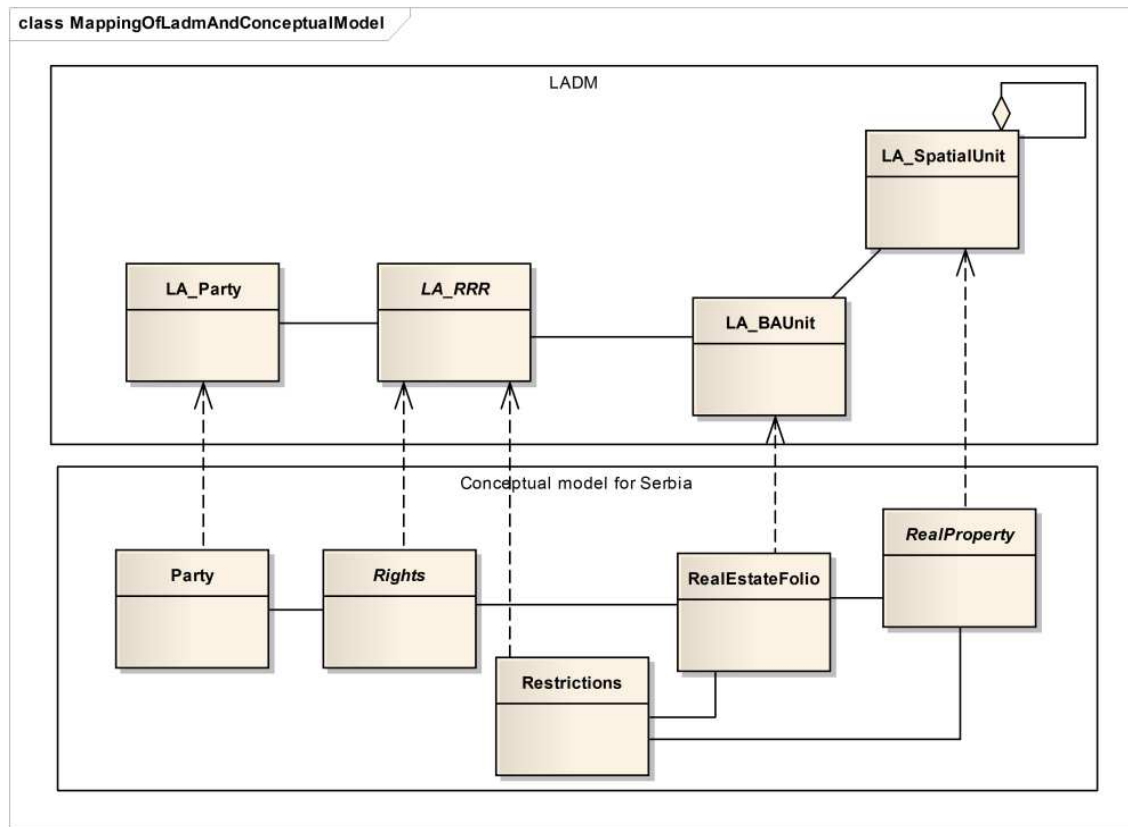 class MappingOfLadmAndConceptualModel
LADM
LA_SpatialUnit
LA_Party
LA_RRR
LA_BAUnit
Conceptual model for Serbia
RealProperty
Party
Rights
RealEstateFolio
Restrictions